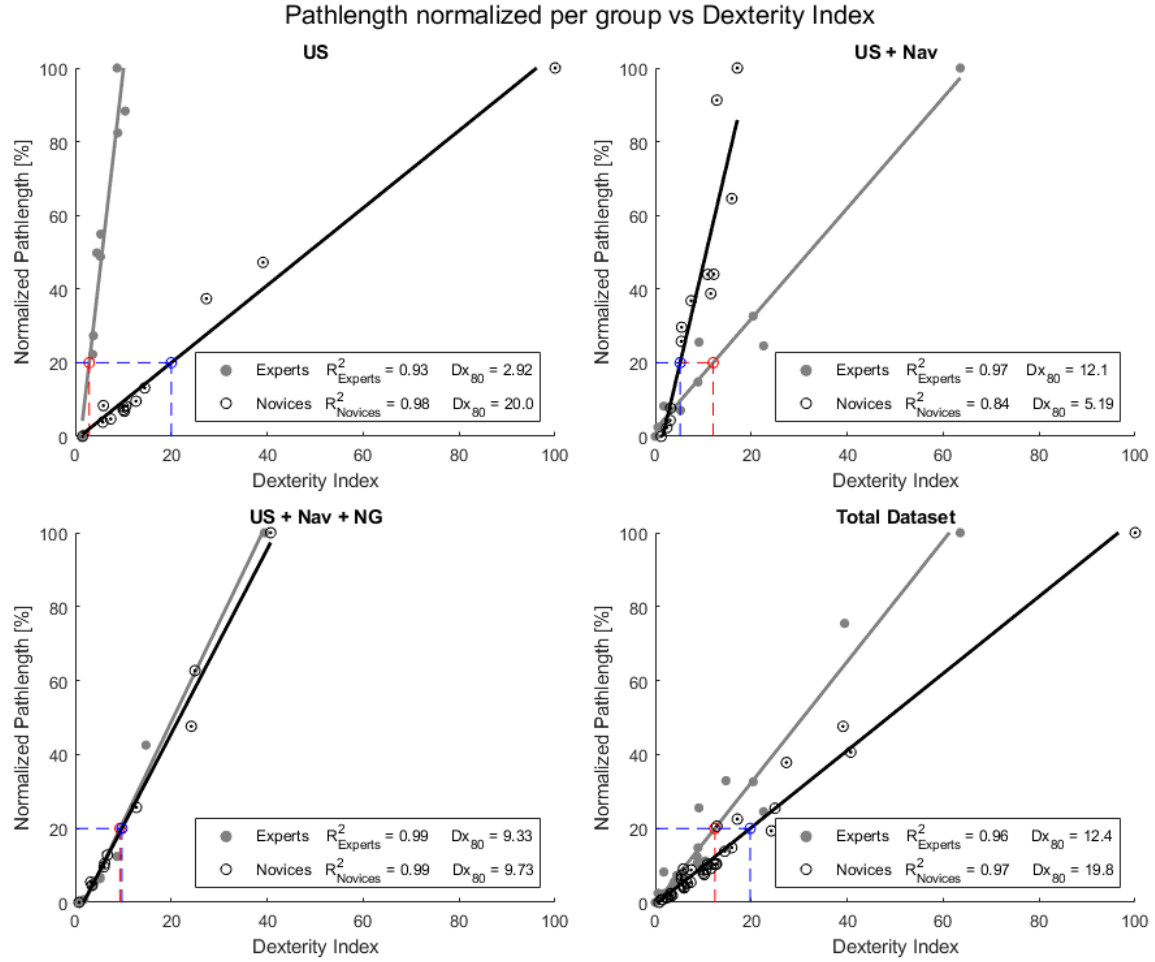 Pathlength normalized per group vs Dexterity Index
US
Normalized Pathlength [%]
100
80
60
40
20
0
Experts R²Experts = 0.93 Dx80 = 2.92
Novices R²Novices = 0.98 Dx80 = 20.0
0 20 40 60 80 100
Dexterity Index
US + Nav
Normalized Pathlength [%]
100
80
60
40
20
0
Experts R²Experts = 0.97 Dx80 = 12.1
Novices R²Novices = 0.84 Dx80 = 5.19
0 20 40 60 80 100
Dexterity Index
US + Nav + NG
Normalized Pathlength [%]
100
80
60
40
20
0
Experts R²Experts = 0.99 Dx80 = 9.33
Novices R²Novices = 0.99 Dx80 = 9.73
0 20 40 60 80 100
Dexterity Index
Total Dataset
Normalized Pathlength [%]
100
80
60
40
20
0
Experts R²Experts = 0.96 Dx80 = 12.4
Novices R²Novices = 0.97 Dx80 = 19.8
0 20 40 60 80 100
Dexterity Index